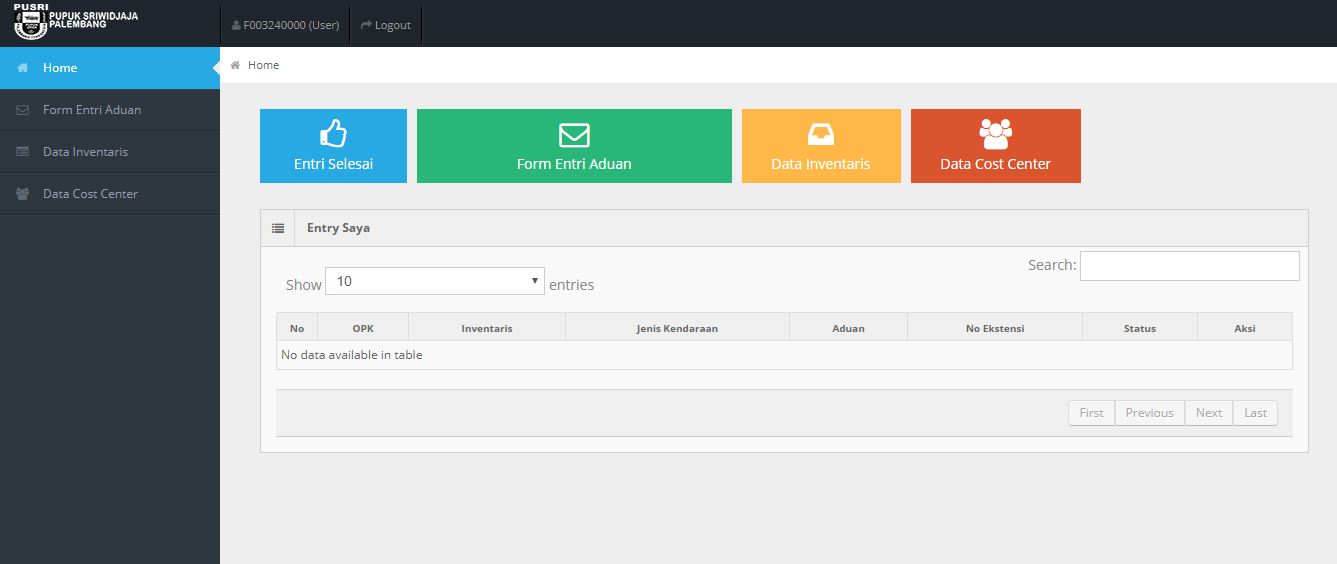 PUSRI
PUPUK SRIWIDJAJA
PALEMBANG
F003240000 (User)
Logout
Home
Form Entri Aduan
Data Inventaris
Data Cost Center
Home
Entri Selesai
Form Entri Aduan
Data Inventaris
Data Cost Center
Entry Saya
Show 10 entries
Search:
No OPK Inventaris Jenis Kendaraan Aduan No Ekstensi Status Aksi
No data available in table
First Previous Next Last